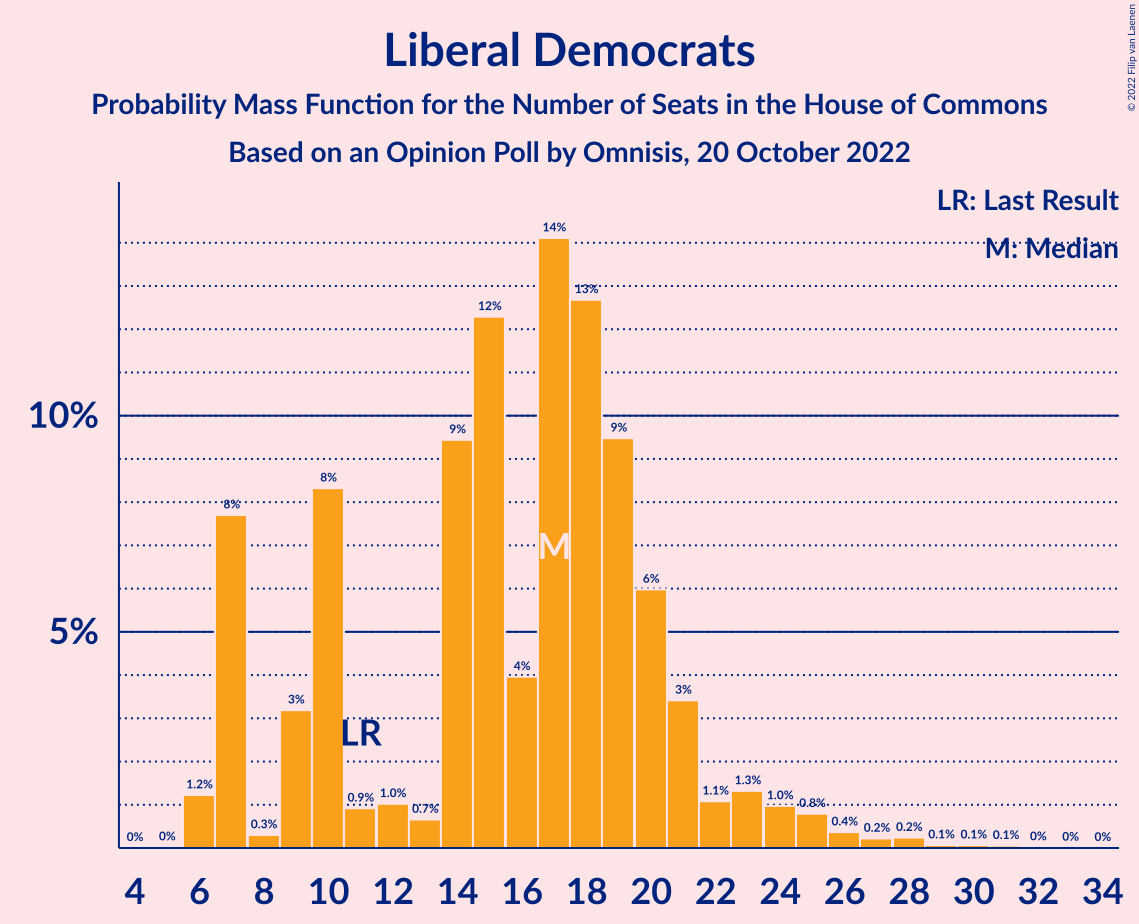 Liberal Democrats
Probability Mass Function for the Number of Seats in the House of Commons
Based on an Opinion Poll by Omnisis, 20 October 2022
© 2022 Filip van Laenen
LR: Last Result
M: Median
10%
5%
0% 0% 1.2% 8% 0.3% 3% 8% 0.9% 1.0% 0.7% 9% 12% 4% 14% 13% 9% 6% 3% 1.1% 1.3% 1.0% 0.8% 0.4% 0.2% 0.2% 0.1% 0.1% 0.1% 0% 0% 0%
M
LR
4 6 8 10 12 14 16 18 20 22 24 26 28 30 32 34